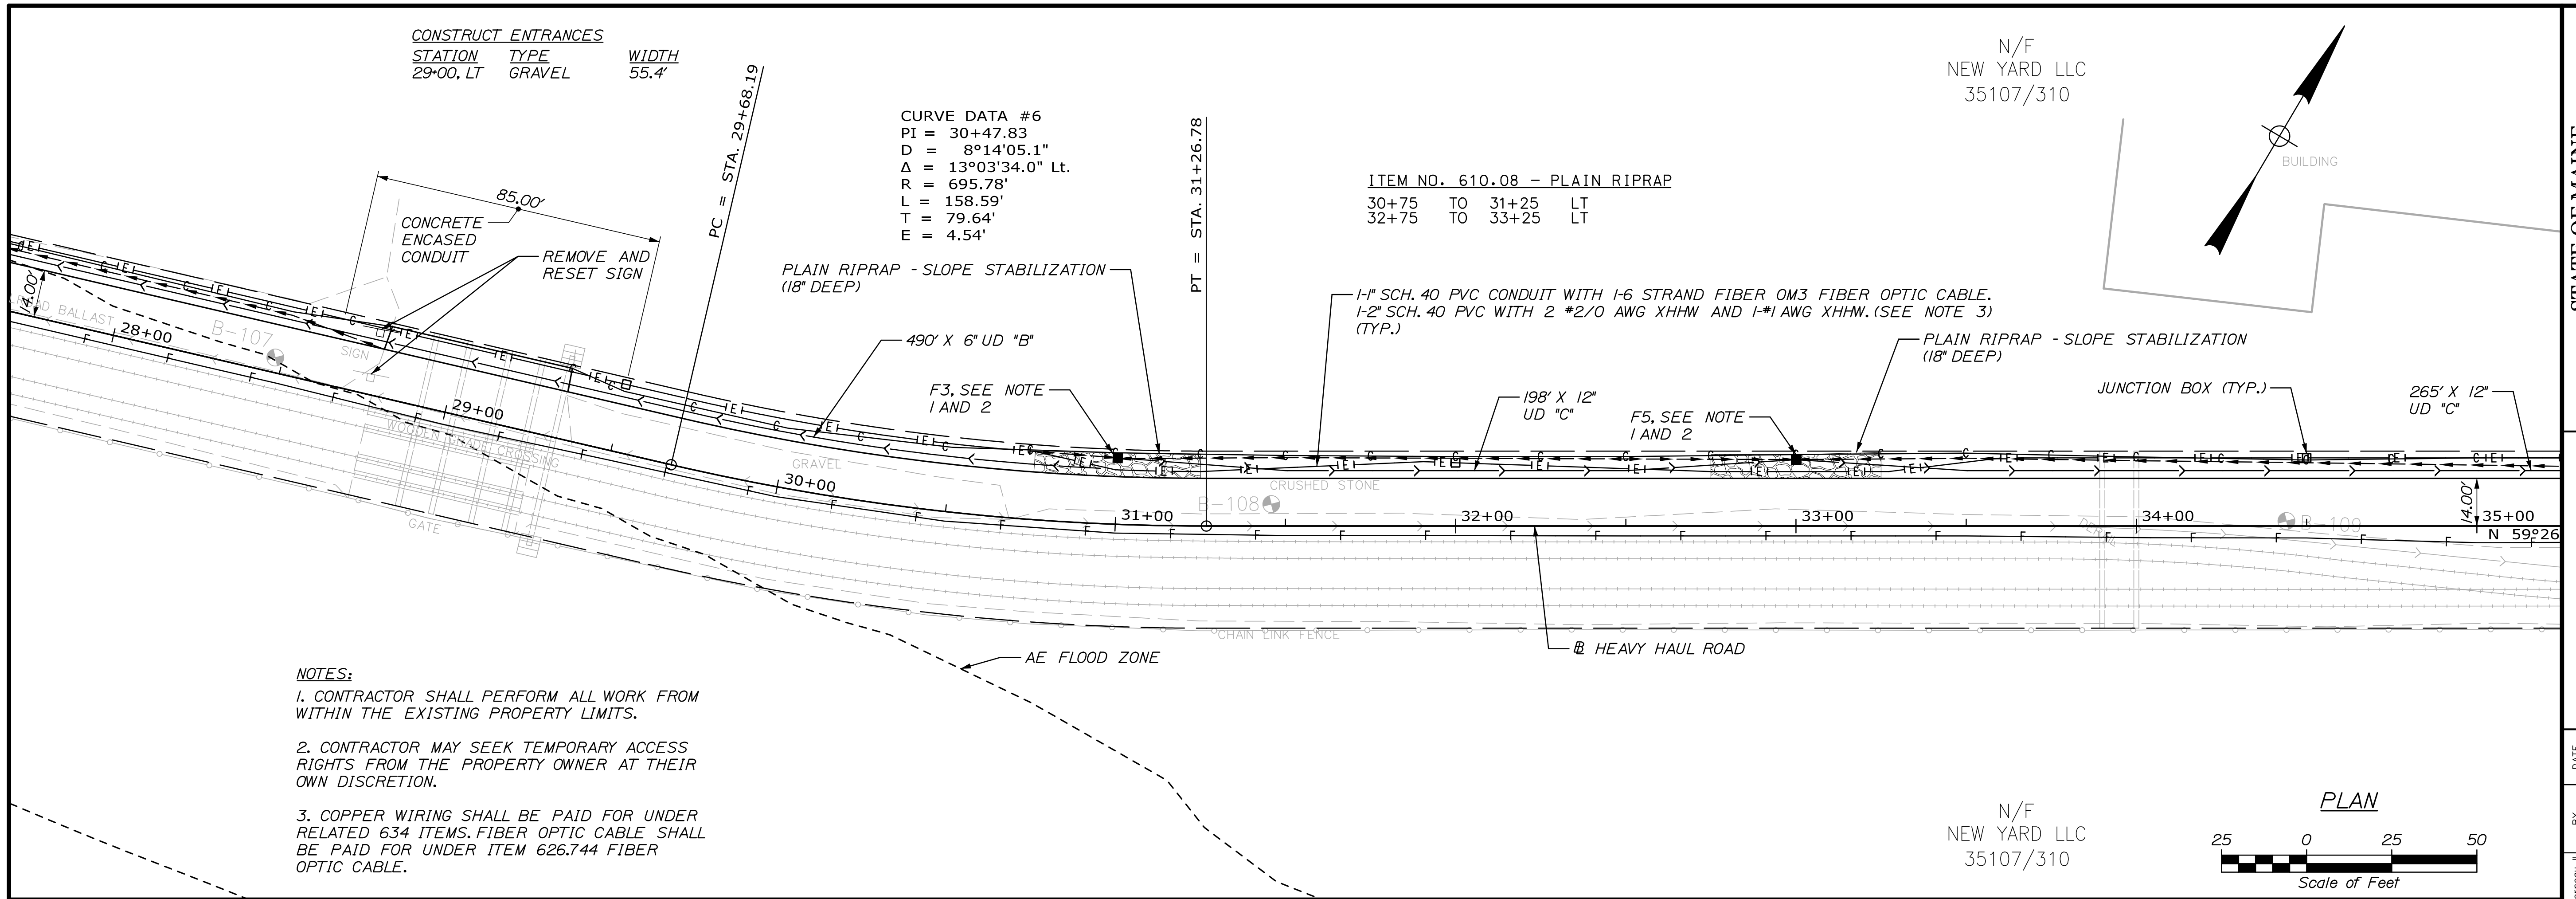 CONSTRUCT ENTRANCES
STATION TYPE WIDTH
29+00, LT GRAVEL 55.4'
PC = STA. 29+68.19
CURVE DATA #6
PI = 30+47.83
D = 8°14'05.1"
Δ = 13°03'34.0" Lt.
R = 695.78'
L = 158.59'
T = 79.64'
E = 4.54'
PT = STA. 31+26.78
ITEM NO. 610.08 - PLAIN RIPRAP
30+75 TO 31+25 LT
32+75 TO 33+25 LT
N/F
NEW YARD LLC
35107/310
BUILDING
STATE OF MAINE
85.00'
CONCRETE
ENCASED
CONDUIT
REMOVE AND
RESET SIGN
PLAIN RIPRAP - SLOPE STABILIZATION
(18" DEEP)
490' X 6" UD "B"
F3, SEE NOTE
1 AND 2
1-1" SCH. 40 PVC CONDUIT WITH 1-6 STRAND FIBER OM3 FIBER OPTIC CABLE.
1-2" SCH. 40 PVC WITH 2 #2/0 AWG XHHW AND 1-#1 AWG XHHW. (SEE NOTE 3)
(TYP.)
198' X 12"
UD "C"
F5, SEE NOTE
1 AND 2
PLAIN RIPRAP - SLOPE STABILIZATION
(18" DEEP)
JUNCTION BOX (TYP.)
265' X 12"
UD "C"
14.00'
BALLAST
28+00
B-107
SIGN
29+00
WOODEN GRADE CROSSING
GATE
GRAVEL
30+00
31+00
B-108
CRUSHED STONE
32+00
33+00
DERAIL
34+00
B-109
14.00'
35+00
N 59°26
CHAIN LINK FENCE
AE FLOOD ZONE
BL HEAVY HAUL ROAD
NOTES:
1. CONTRACTOR SHALL PERFORM ALL WORK FROM
WITHIN THE EXISTING PROPERTY LIMITS.
2. CONTRACTOR MAY SEEK TEMPORARY ACCESS
RIGHTS FROM THE PROPERTY OWNER AT THEIR
OWN DISCRETION.
3. COPPER WIRING SHALL BE PAID FOR UNDER
RELATED 634 ITEMS. FIBER OPTIC CABLE SHALL
BE PAID FOR UNDER ITEM 626.744 FIBER
OPTIC CABLE.
N/F
NEW YARD LLC
35107/310
PLAN
25 0 25 50
Scale of Feet
DATE
BY